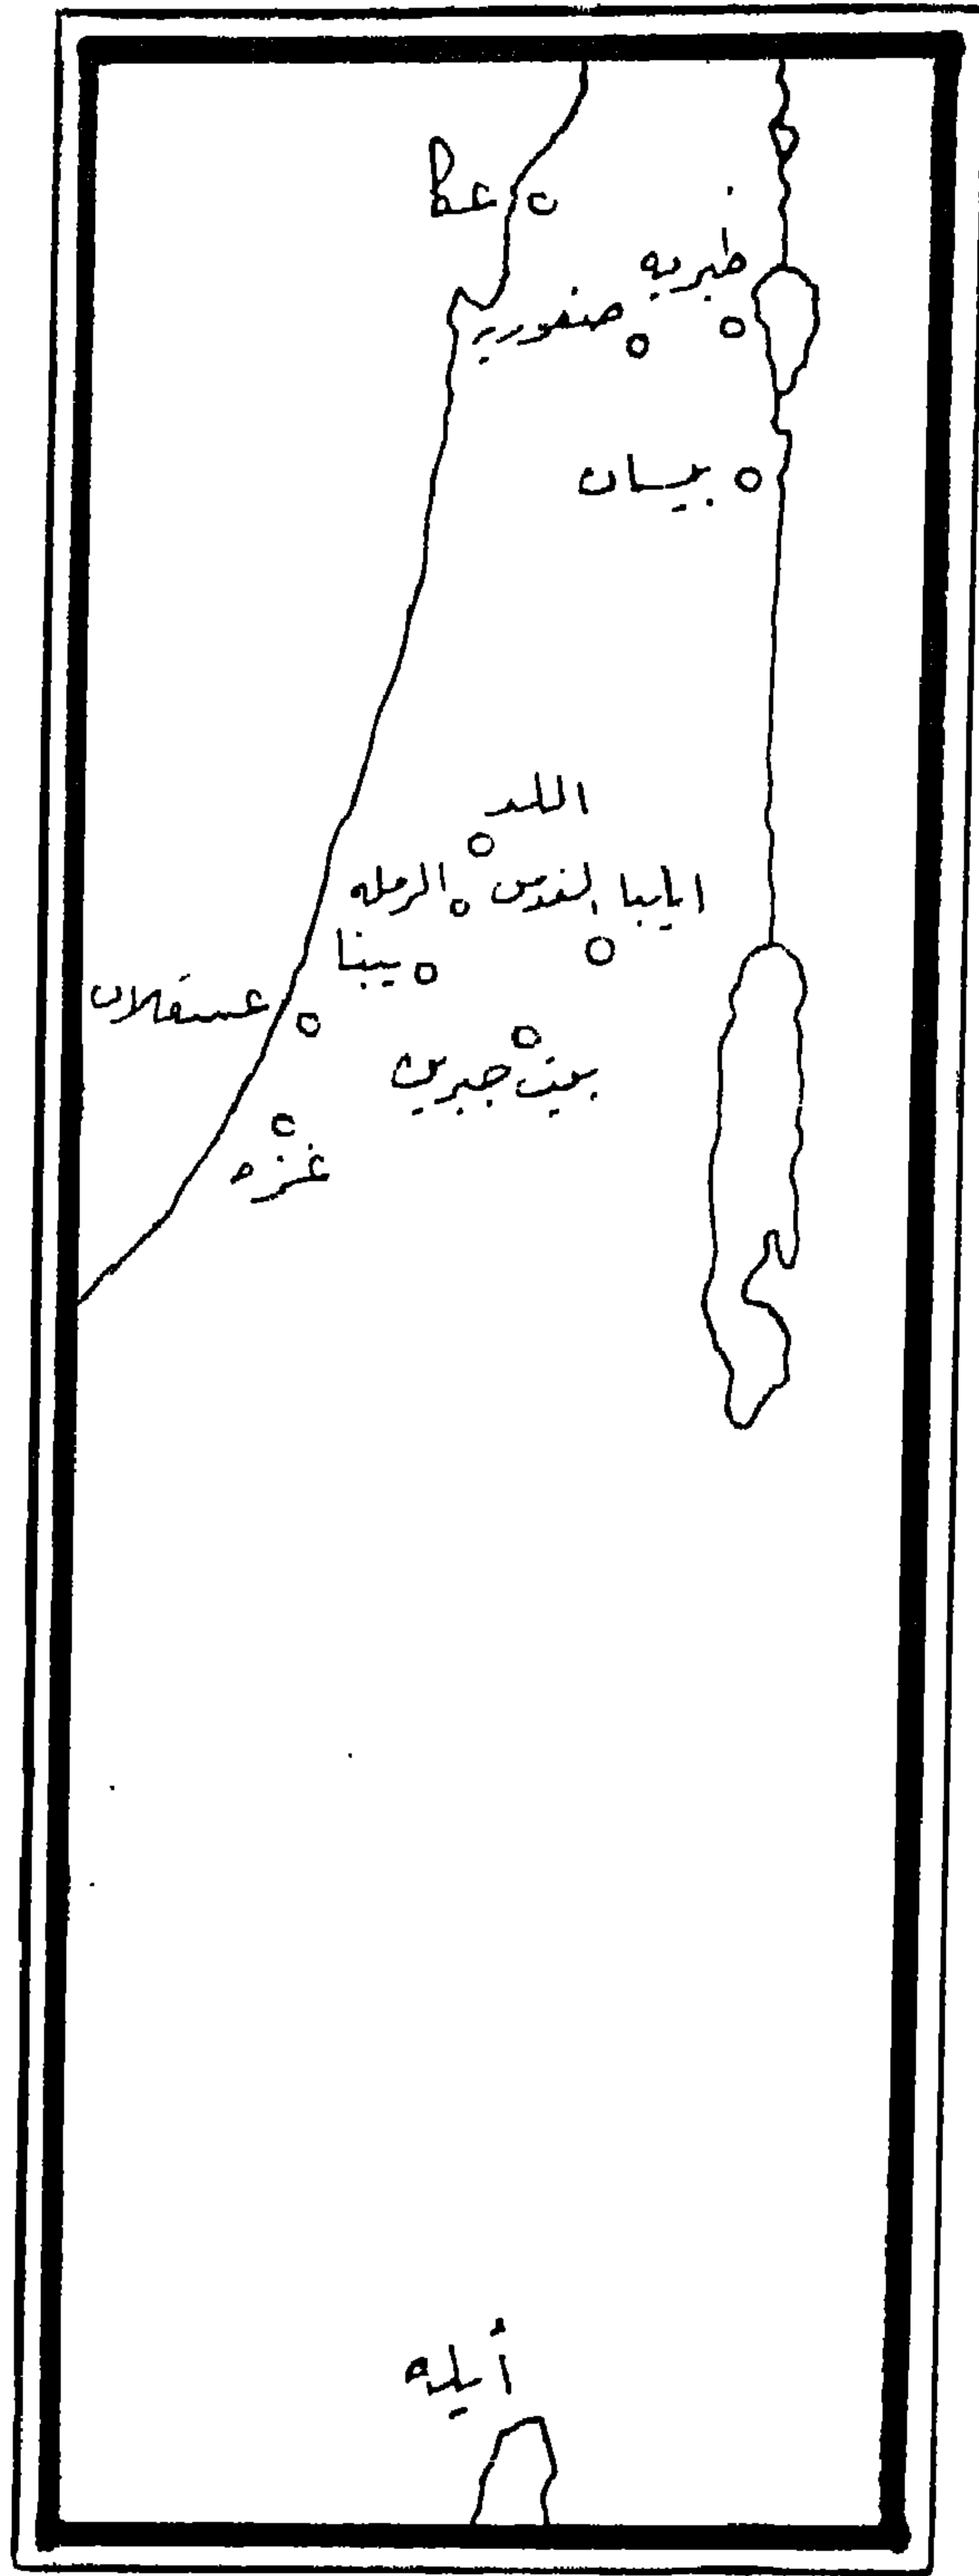 عكا
طبريه
صفوريه
بيسان
اللد
ايليا القدس
الرمله
يبنا
عسقلان
بيت جبرين
غزه
أيله